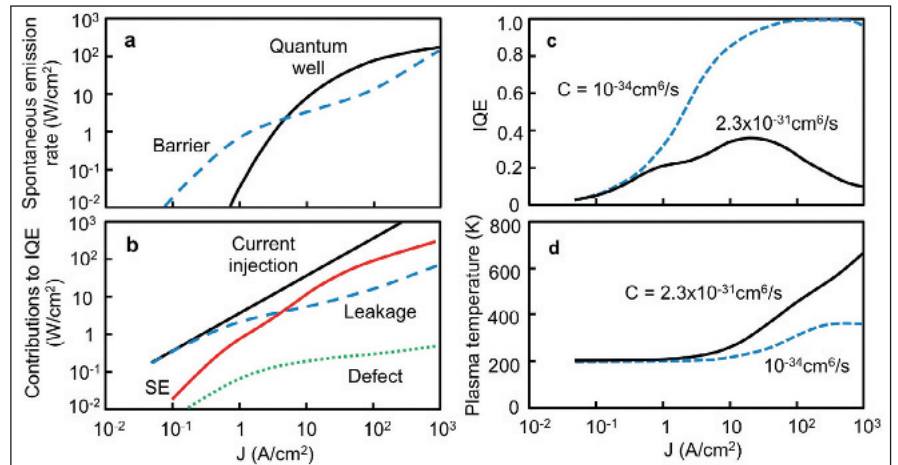 Spontaneous emission
rate (W/cm²)
10³
10²
10
1
10⁻¹
10⁻²
a
Quantum
well
Barrier
Contributions to IQE
(W/cm²)
10³
10²
10
1
10⁻¹
10⁻²
b
Current
injection
Leakage
SE
Defect
10⁻²
10⁻¹
1
10
10²
10³
J (A/cm²)
IQE
1.0
0.8
0.6
0.4
0.2
0
c
C = 10⁻³⁴cm⁶/s
2.3x10⁻³¹cm⁶/s
Plasma temperature (K)
800
600
400
200
0
d
C = 2.3x10⁻³¹cm⁶/s
10⁻³⁴cm⁶/s
10⁻²
10⁻¹
1
10
10²
10³
J (A/cm²)